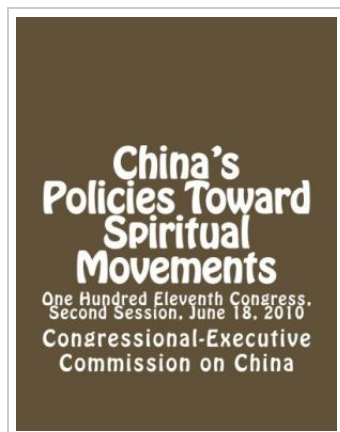 China's
Policies Toward
Spiritual
Movements
One Hundred Eleventh Congress,
Second Session, June 18, 2010
Congressional-Executive
Commission on China